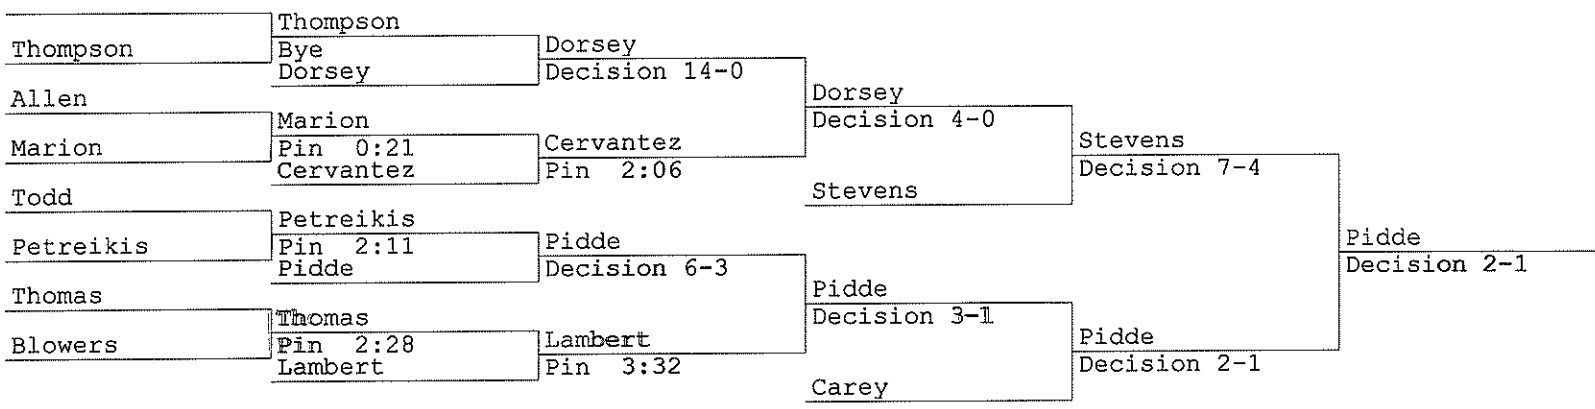 Thompson
Thompson
Bye
Dorsey
Dorsey
Decision 14-0
Allen
Marion
Marion
Pin 0:21
Cervantez
Cervantez
Pin 2:06
Dorsey
Decision 4-0
Stevens
Stevens
Decision 7-4
Todd
Petreikis
Petreikis
Pin 2:11
Pidde
Pidde
Decision 6-3
Thomas
Blowers
Thomas
Pin 2:28
Lambert
Lambert
Pin 3:32
Pidde
Decision 3-1
Carey
Pidde
Decision 2-1
Pidde
Decision 2-1